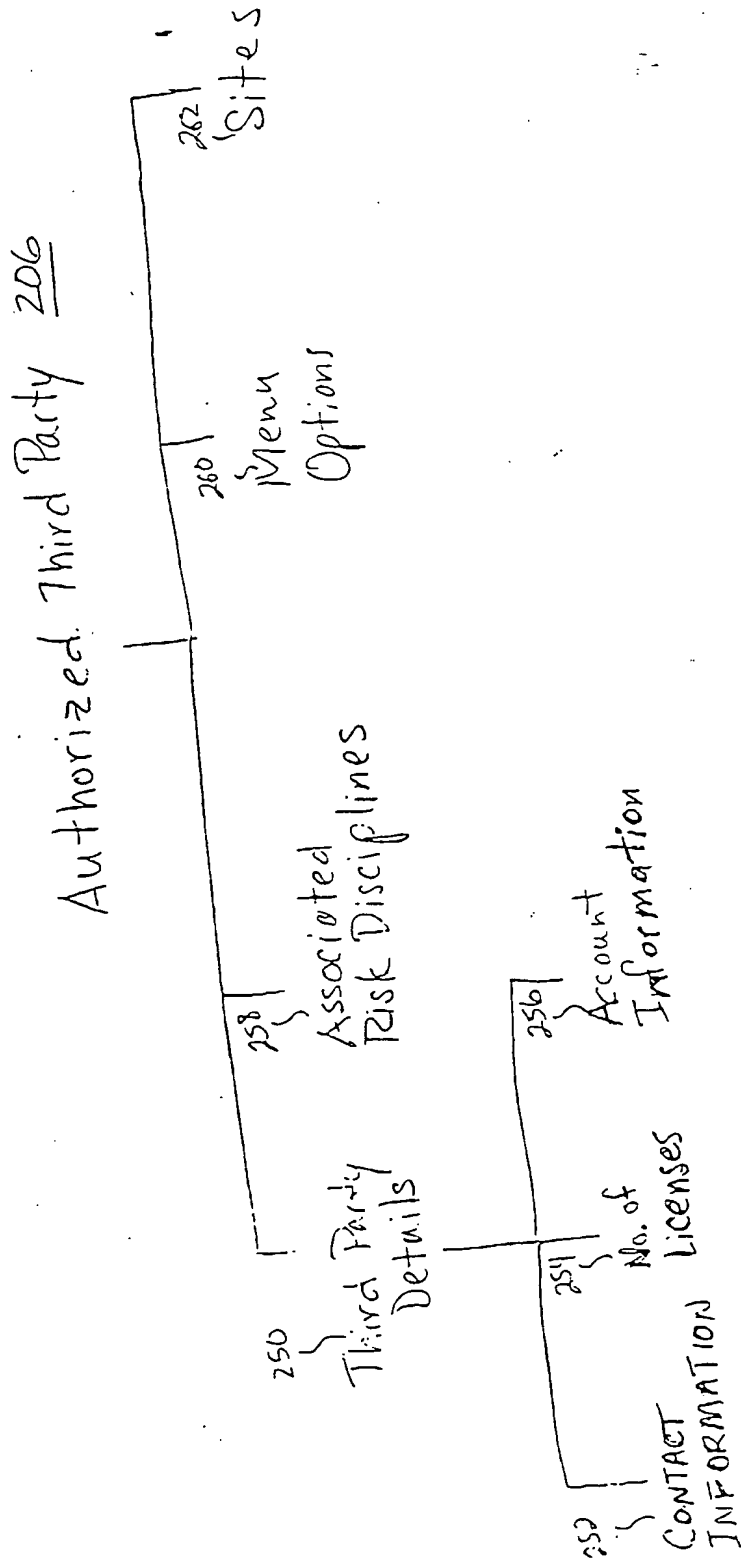 Authorized Third Party 206
250
Third Party
Details
258
Associated
Risk Disciplines
260
Menu
Options
262
Sites
252
CONTACT
INFORMATION
254
No. of
Licenses
256
Account
Information